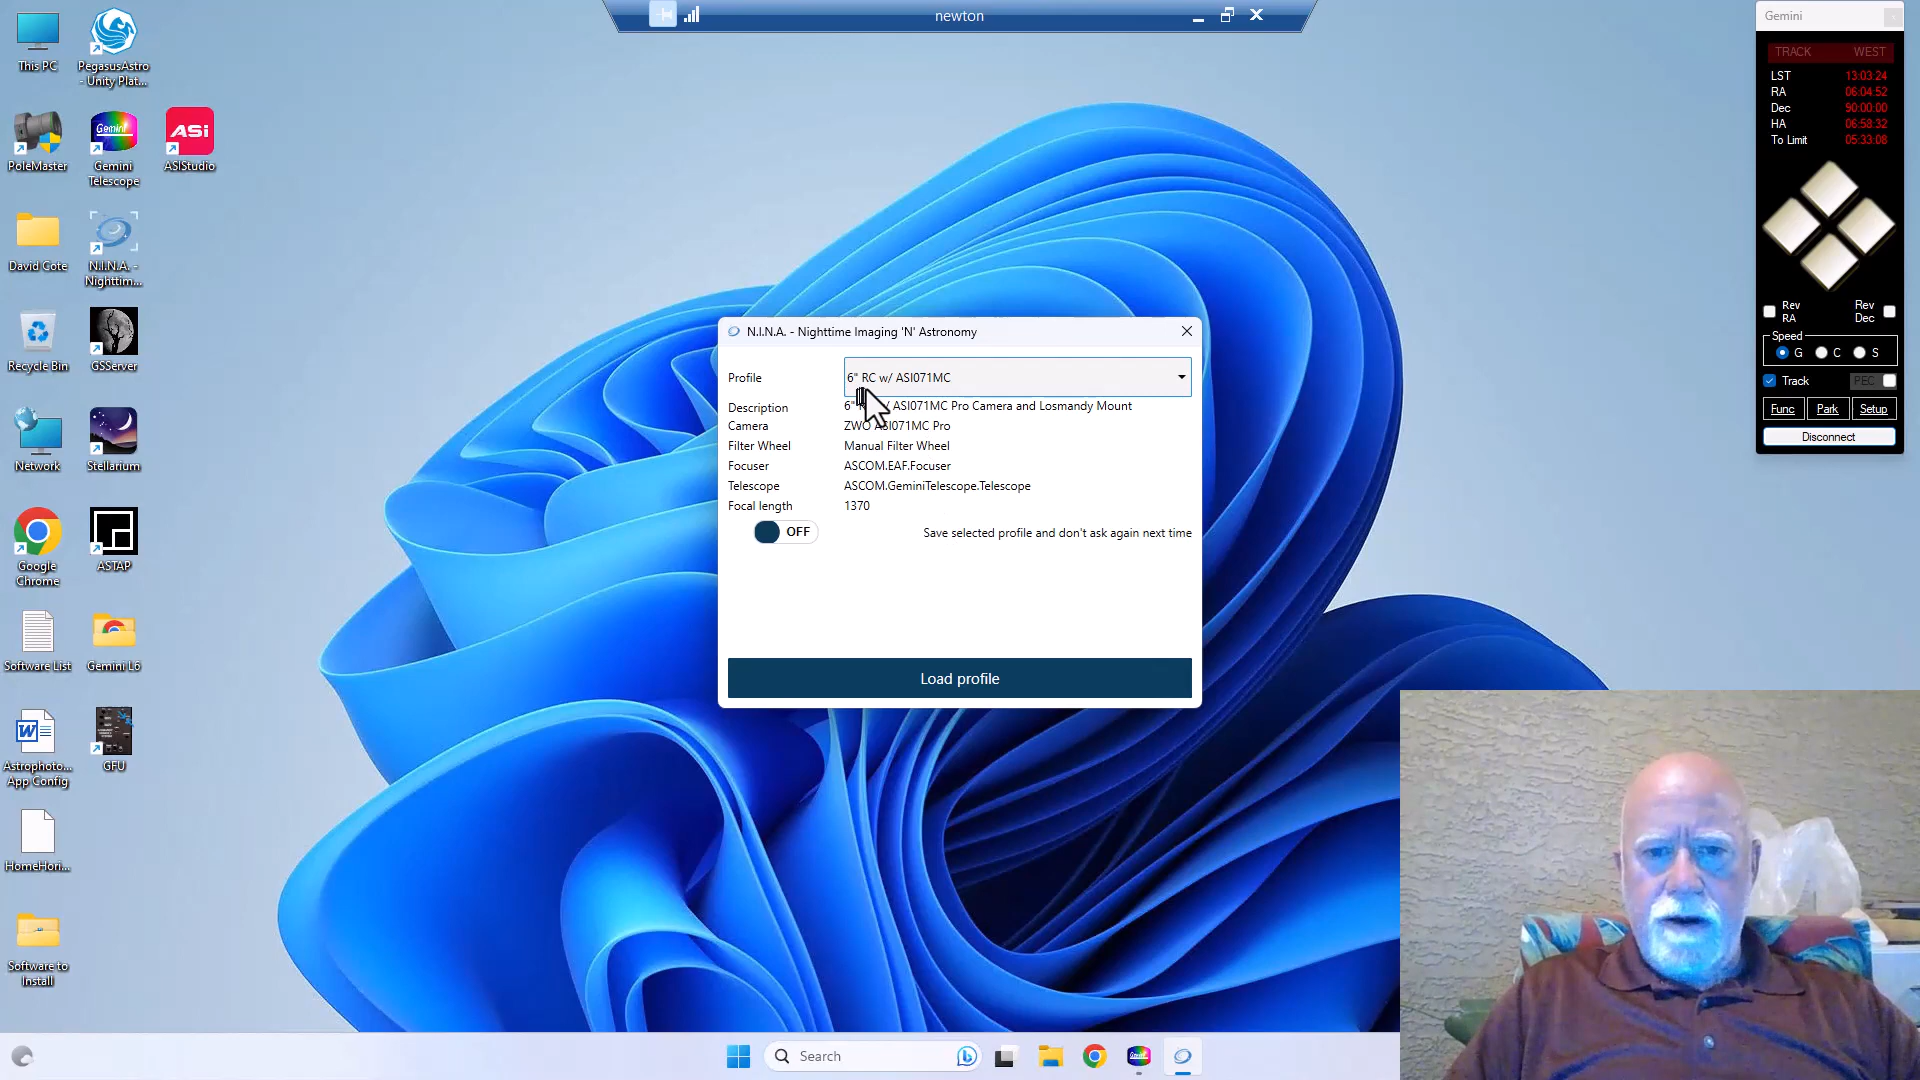 newton
This PC
PegasusAstro
- Unity Plat...
PoleMaster
Gemini
Gemini
Telescope
ASi
ASIStudio
David Cote
N.I.N.A. -
Nighttim...
Recycle Bin
GSServer
Network
Stellarium
Google
Chrome
ASTAP
Software List
Gemini L6
Astrophoto...
App Config
GFU
HomeHori...
Software to
Install
N.I.N.A. - Nighttime Imaging 'N' Astronomy
Profile
6" RC w/ ASI071MC
Description
ASI071MC Pro Camera and Losmandy Mount
Camera
ZWO ASI071MC Pro
Filter Wheel
Manual Filter Wheel
Focuser
ASCOM.EAF.Focuser
Telescope
ASCOM.GeminiTelescope.Telescope
Focal length
1370
OFF
Save selected profile and don't ask again next time
Load profile
Gemini
TRACK WEST
LST 13:03:24
RA 06:04:52
Dec 90:00:00
HA 06:58:32
To Limit 05:33:08
Rev
RA
Rev
Dec
Speed
G C S
Track
PEC
Func Park Setup
Disconnect
Search